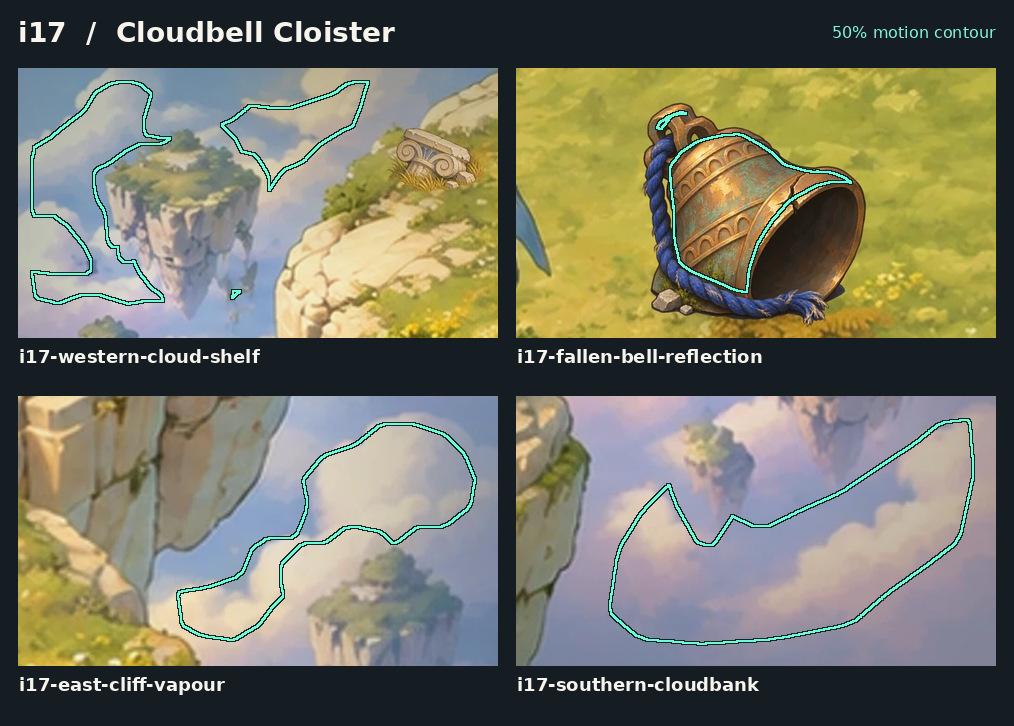 i17 / Cloudbell Cloister
50% motion contour
i17-western-cloud-shelf
i17-fallen-bell-reflection
i17-east-cliff-vapour
i17-southern-cloudbank